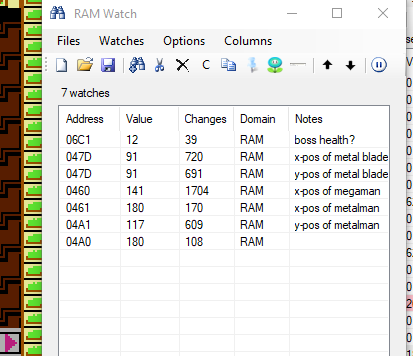 RAM Watch
Files Watches Options Columns
C
7 watches
Address Value Changes Domain Notes
06C1 12 39 RAM boss health?
047D 91 720 RAM x-pos of metal blade
047D 91 691 RAM y-pos of metal blade
0460 141 1704 RAM x-pos of megaman
0461 180 170 RAM x-pos of metalman
04A1 117 609 RAM y-pos of metalman
04A0 180 108 RAM